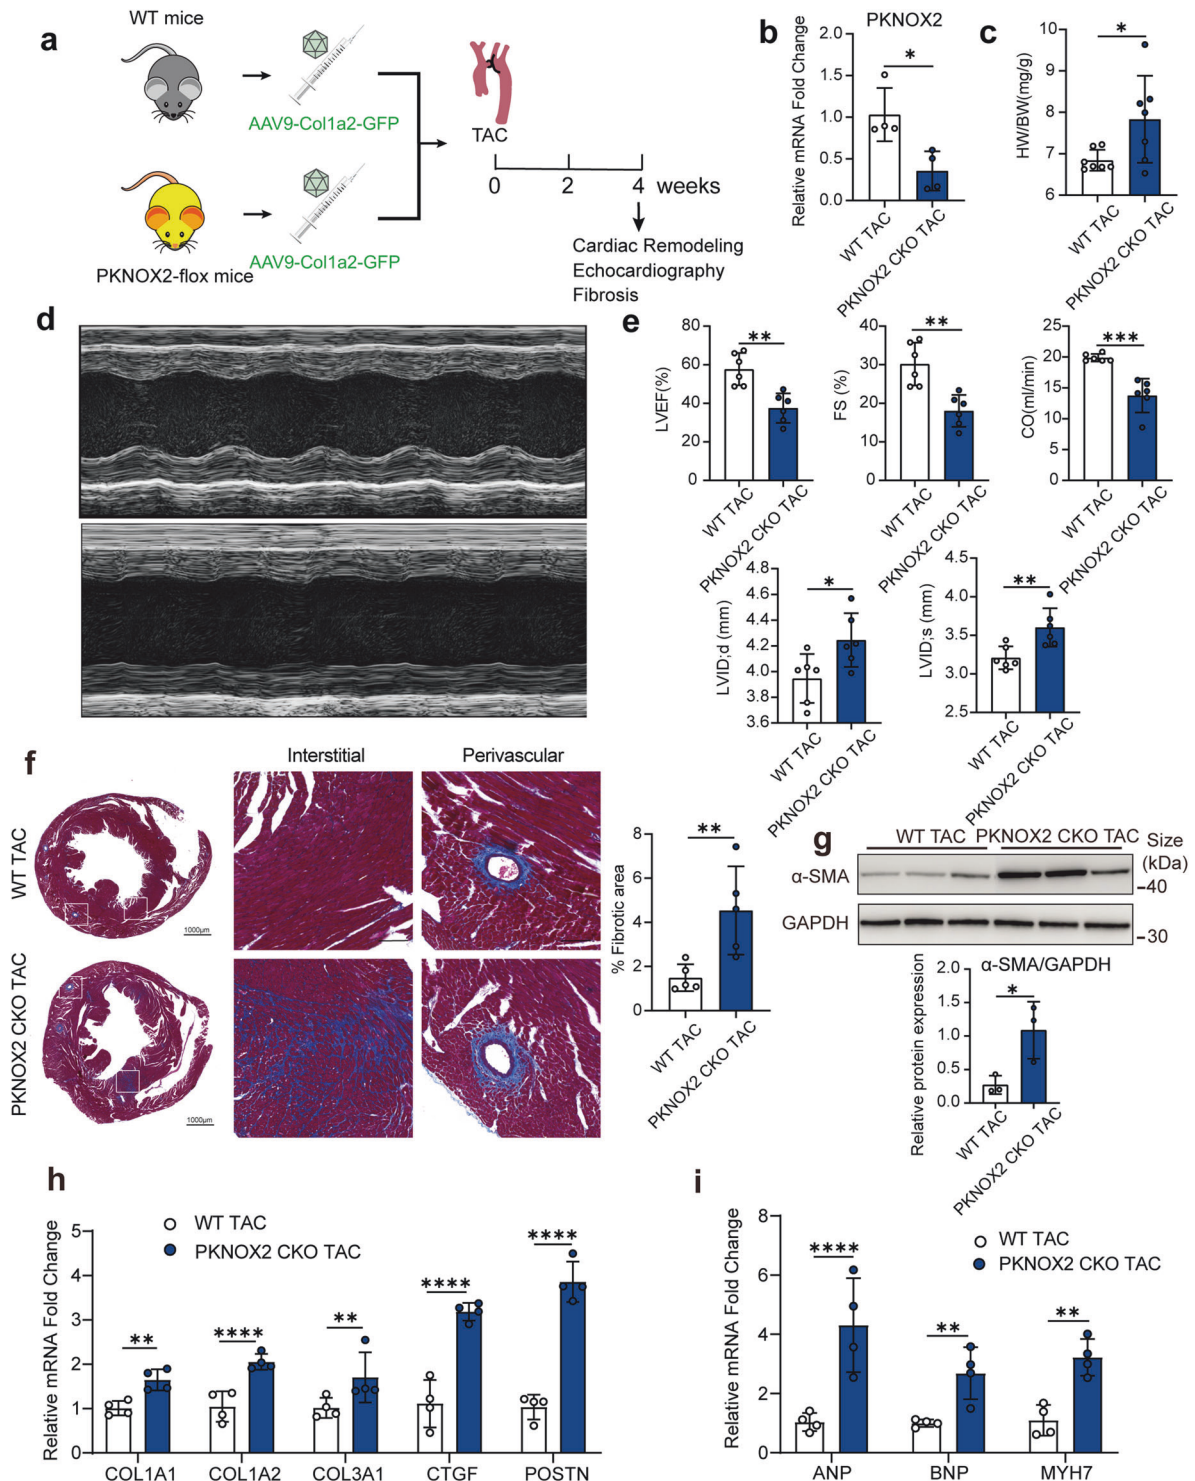 a
WT mice
AAV9-Col1a2-GFP
PKNOX2-flox mice
AAV9-Col1a2-GFP
TAC
0 2 4 weeks
Cardiac Remodeling
Echocardiography
Fibrosis
b
PKNOX2
Relative mRNA Fold Change
2.0
1.5
1.0
0.5
0.0
*
WT TAC
PKNOX2 CKO TAC
c
HW/BW(mg/g)
10
9
8
7
6
*
WT TAC
PKNOX2 CKO TAC
d
e
LVEF(%)
80
60
40
20
0
**
WT TAC
PKNOX2 CKO TAC
FS (%)
40
30
20
10
0
**
WT TAC
PKNOX2 CKO TAC
CO(ml/min)
25
20
15
10
5
0
***
WT TAC
PKNOX2 CKO TAC
LVID;d (mm)
4.8
4.6
4.4
4.2
4.0
3.8
3.6
*
WT TAC
PKNOX2 CKO TAC
LVID;s (mm)
4.5
4.0
3.5
3.0
2.5
**
WT TAC
PKNOX2 CKO TAC
f
Interstitial Perivascular
WT TAC
1000μm
PKNOX2 CKO TAC
1000μm
% Fibrotic area
8
6
4
2
0
**
WT TAC
PKNOX2 CKO TAC
g
WT TAC PKNOX2 CKO TAC Size
(kDa)
α-SMA
-40
GAPDH
-30
α-SMA/GAPDH
Relative protein expression
2.0
1.5
1.0
0.5
0.0
*
WT TAC
PKNOX2 CKO TAC
h
WT TAC
PKNOX2 CKO TAC
Relative mRNA Fold Change
5
4
3
2
1
0
** **** ** **** ****
COL1A1 COL1A2 COL3A1 CTGF POSTN
i
WT TAC
PKNOX2 CKO TAC
Relative mRNA Fold Change
8
6
4
2
0
**** ** **
ANP BNP MYH7